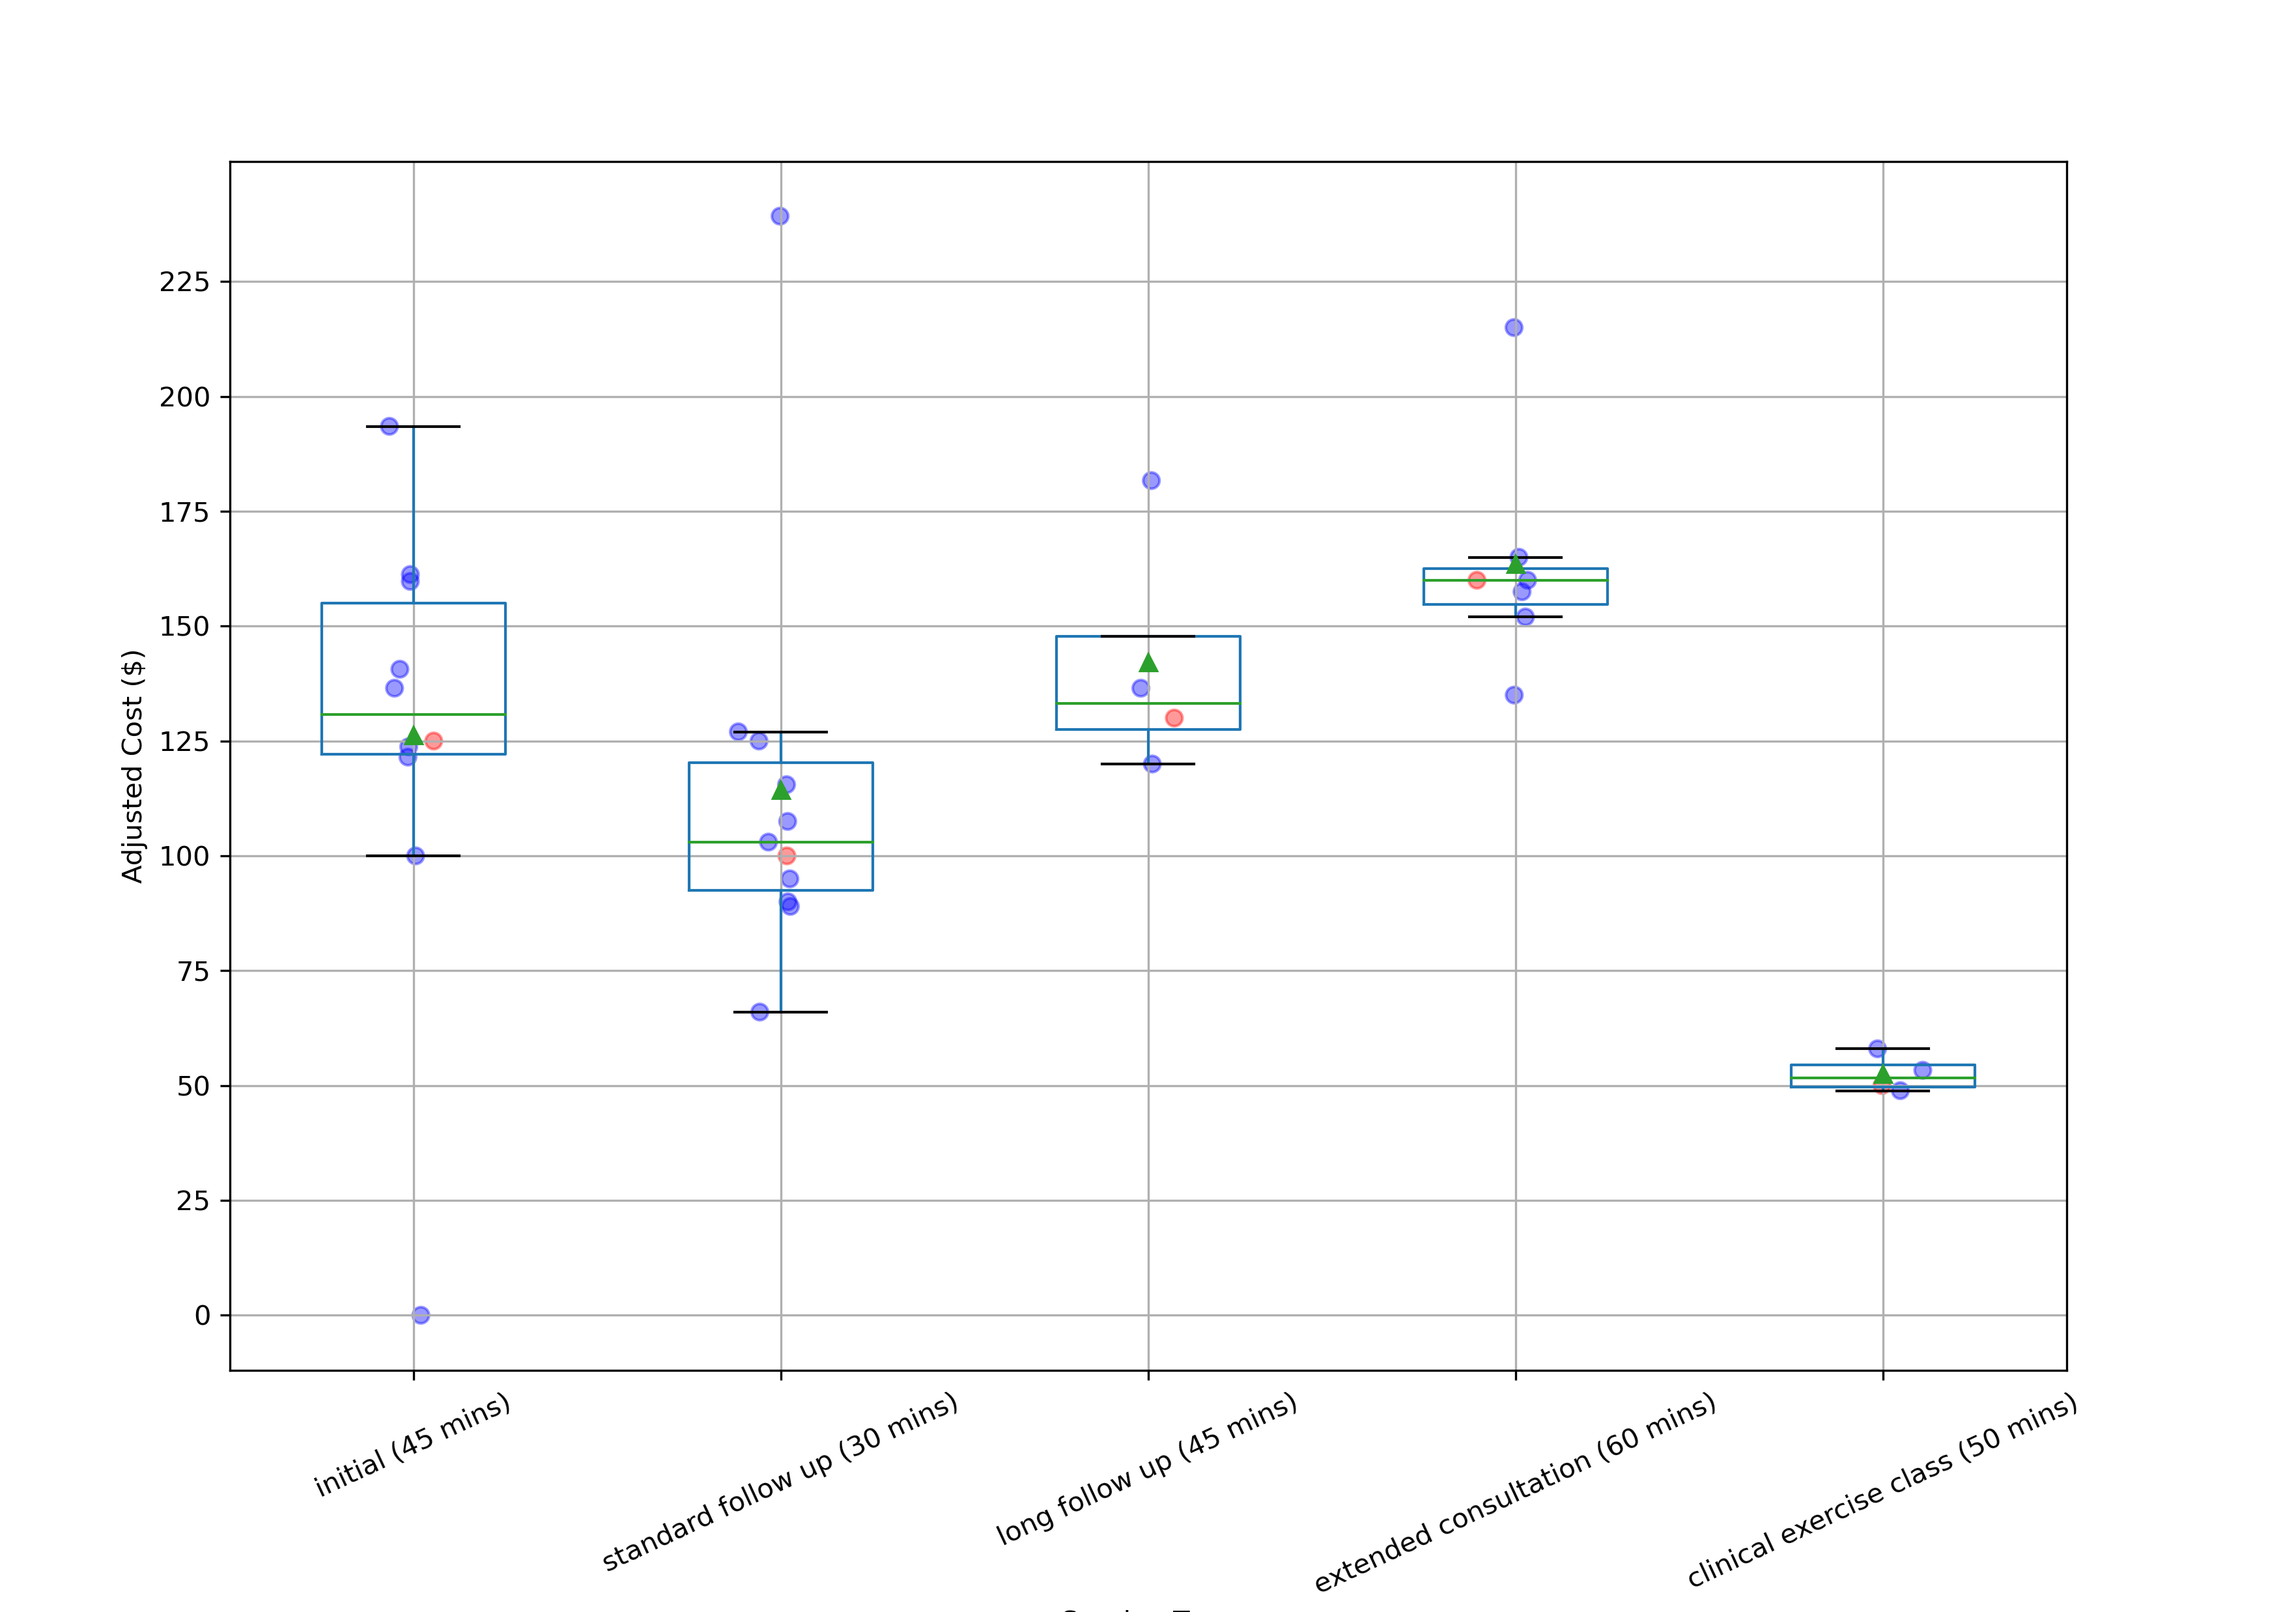 225
200
175
150
125
100
75
50
25
0
Adjusted Cost ($)
initial (45 mins)
standard follow up (30 mins)
long follow up (45 mins)
extended consultation (60 mins)
clinical exercise class (50 mins)